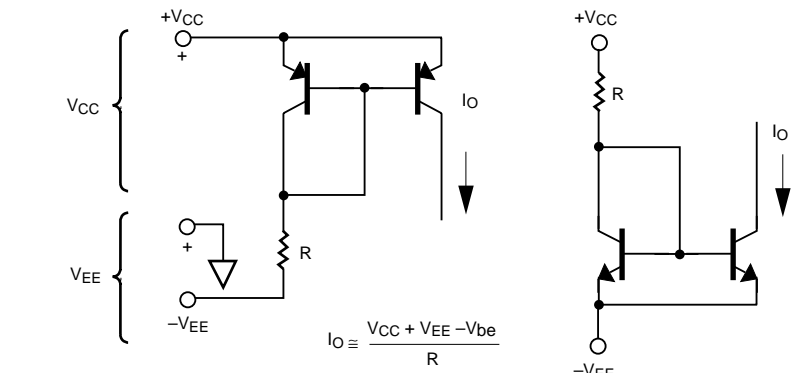 +VCC
+
VCC
IO
R
+
VEE
–VEE
IO ≅ VCC + VEE –Vbe
R
+VCC
R
IO
–VEE